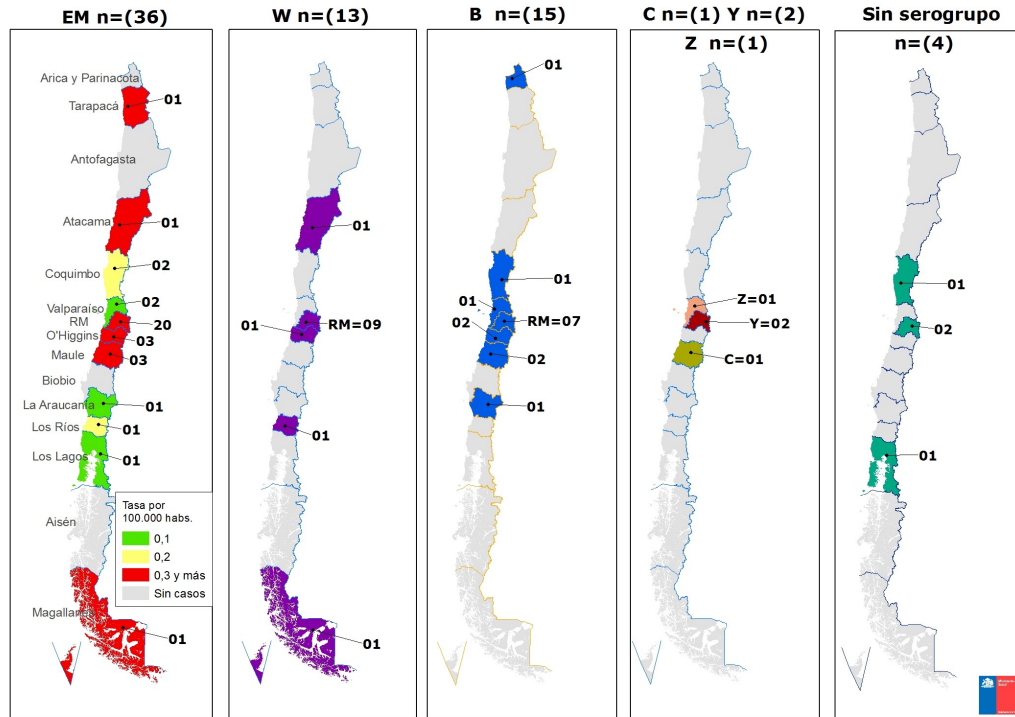 EM n=(36)
W n=(13)
B n=(15)
C n=(1) Y n=(2)
Z n=(1)
Sin serogrupo
n=(4)
Arica y Parinacota
Tarapacá
Antofagasta
Atacama
Coquimbo
Valparaíso
RM
O'Higgins
Maule
Biobio
La Araucanía
Los Ríos
Los Lagos
Aisén
Magallanes
01
01
02
02
20
03
03
01
01
01
01
Tasa por
100.000 habs.
0,1
0,2
0,3 y más
Sin casos
01
RM=09
01
01
01
01
01
01
RM=07
02
02
01
Z=01
Y=02
C=01
01
02
01